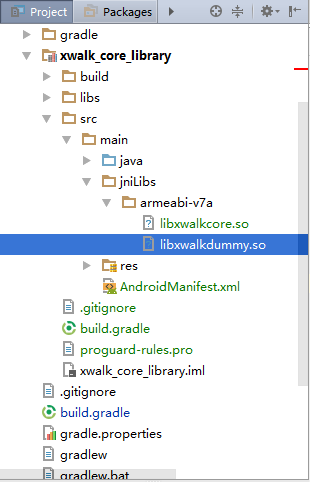 Project Packages
gradle
xwalk_core_library
build
libs
src
main
java
jniLibs
armeabi-v7a
libxwalkcore.so
libxwalkdummy.so
res
AndroidManifest.xml
.gitignore
build.gradle
proguard-rules.pro
xwalk_core_library.iml
.gitignore
build.gradle
gradle.properties
gradlew
gradlew.bat